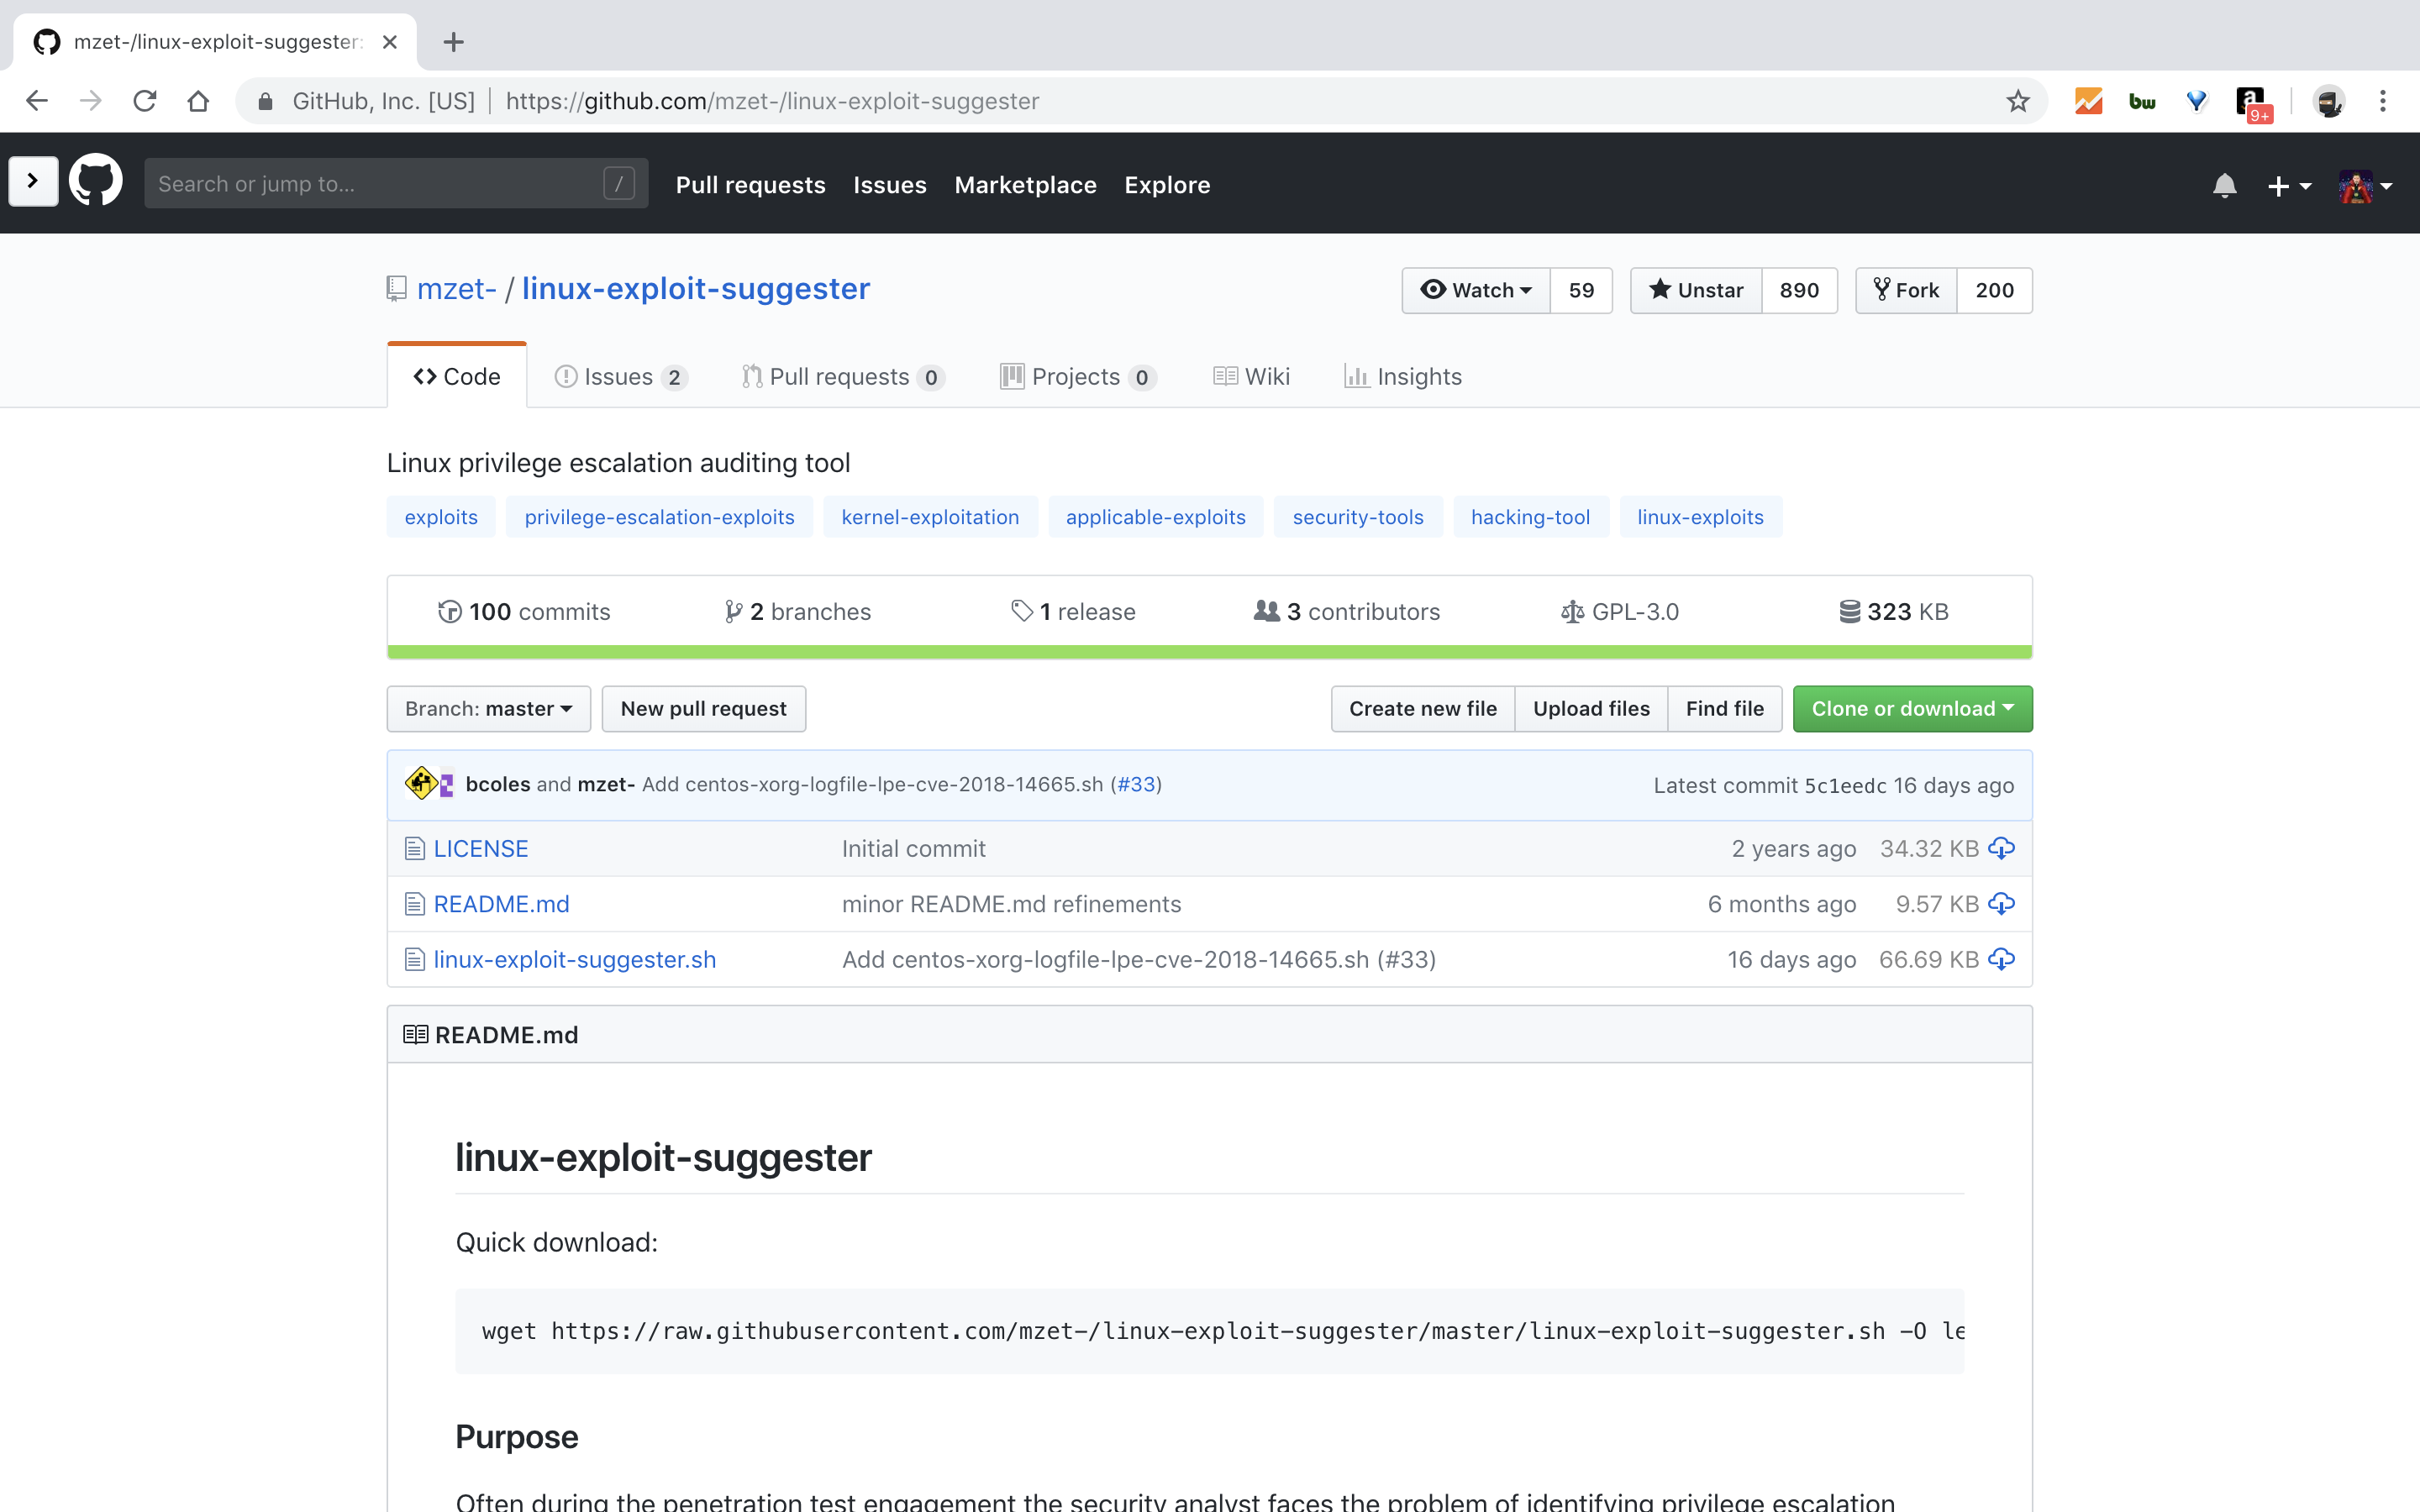 mzet-/linux-exploit-suggester:
GitHub, Inc. [US] | https://github.com/mzet-/linux-exploit-suggester
bw
a
9+
Search or jump to...
/
Pull requests
Issues
Marketplace
Explore
mzet- / linux-exploit-suggester
Watch 59
Unstar 890
Fork 200
Code
Issues 2
Pull requests 0
Projects 0
Wiki
Insights
Linux privilege escalation auditing tool
exploits
privilege-escalation-exploits
kernel-exploitation
applicable-exploits
security-tools
hacking-tool
linux-exploits
100 commits
2 branches
1 release
3 contributors
GPL-3.0
323 KB
Branch: master
New pull request
Create new file
Upload files
Find file
Clone or download
bcoles and mzet- Add centos-xorg-logfile-lpe-cve-2018-14665.sh (#33)
Latest commit 5c1eedc 16 days ago
LICENSE Initial commit 2 years ago 34.32 KB
README.md minor README.md refinements 6 months ago 9.57 KB
linux-exploit-suggester.sh Add centos-xorg-logfile-lpe-cve-2018-14665.sh (#33) 16 days ago 66.69 KB
README.md
linux-exploit-suggester
Quick download:
wget https://raw.githubusercontent.com/mzet-/linux-exploit-suggester/master/linux-exploit-suggester.sh -O le
Purpose
Often during the penetration test engagement the security analyst faces the problem of identifying privilege escalation